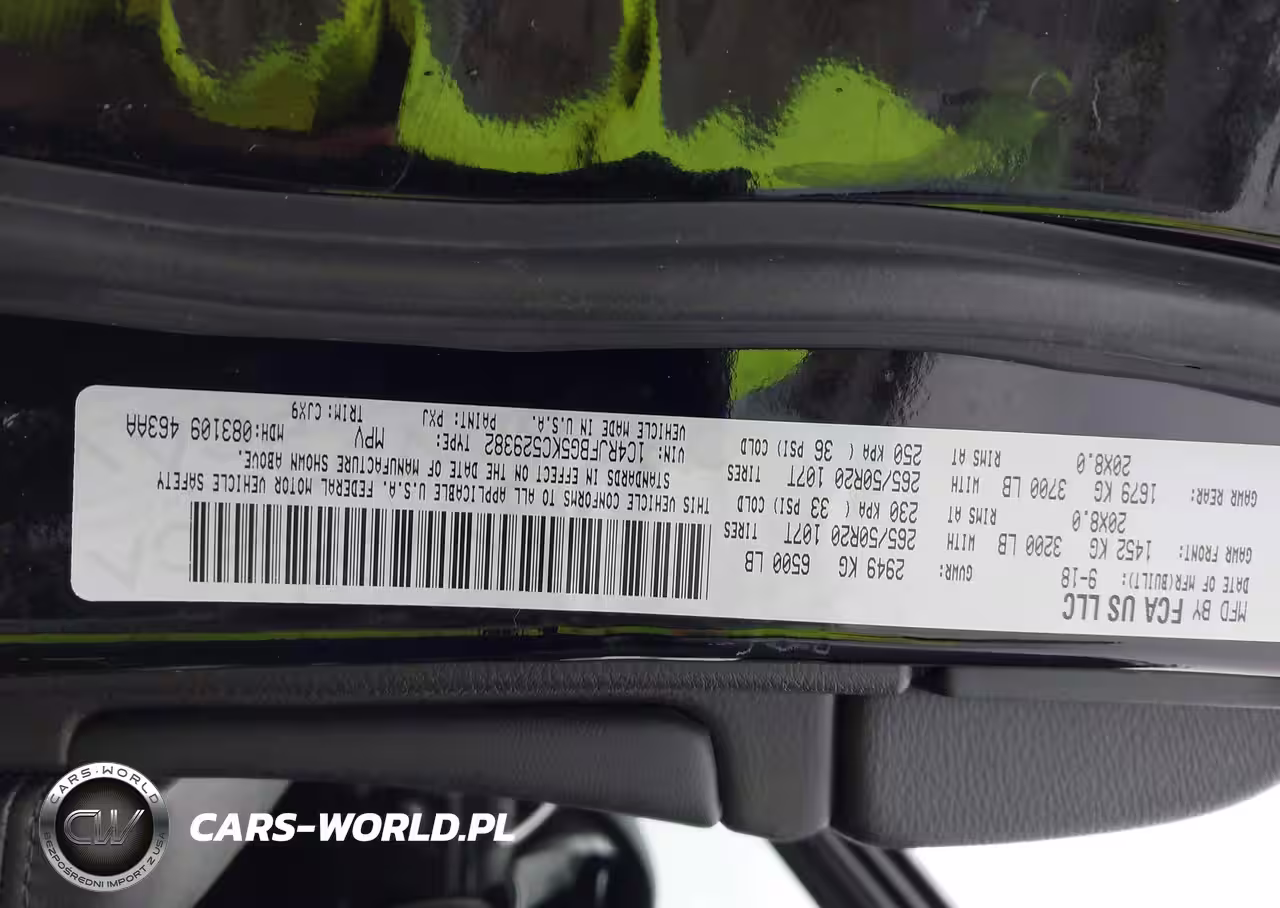 MFD BY FCA US LLC
DATE OF MFR(BUILT): 9-18
GVWR: 2949 KG 6500 LB
GAWR FRONT: 1452 KG 3200 LB WITH 265/50R20 107T TIRES
20X8.0 RIMS AT 230 KPA ( 33 PSI) COLD
GAWR REAR: 1679 KG 3700 LB WITH 265/50R20 107T TIRES
20X8.0 RIMS AT 250 KPA ( 36 PSI) COLD
THIS VEHICLE CONFORMS TO ALL APPLICABLE U.S.A. FEDERAL MOTOR VEHICLE SAFETY
STANDARDS IN EFFECT ON THE DATE OF MANUFACTURE SHOWN ABOVE.
VIN: 1C4RJFBG5KC529382 TYPE: MPV MDH:083109 463AA
VEHICLE MADE IN U.S.A. PAINT: PXJ TRIM: CJX9
CARS-WORLD
CW
BEZPOŚREDNI IMPORT Z USA
CARS-WORLD.PL